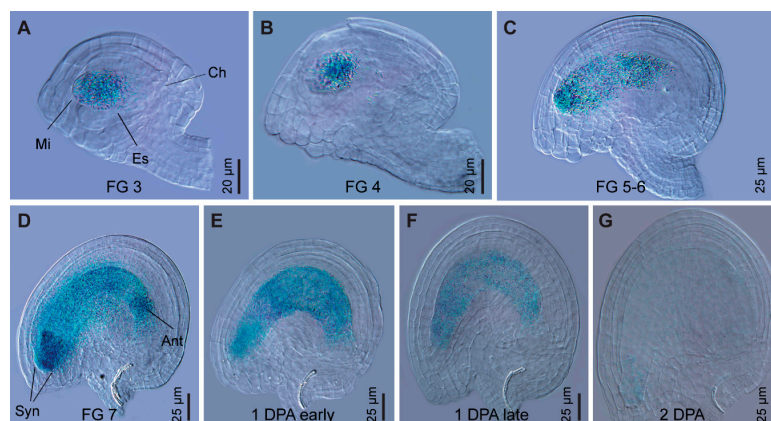 A
Ch
Mi
Es
FG 3
20 µm
B
FG 4
20 µm
C
FG 5-6
25 µm
D
Ant
Syn
FG 7
25 µm
E
1 DPA early
25 µm
F
1 DPA late
25 µm
G
2 DPA
25 µm